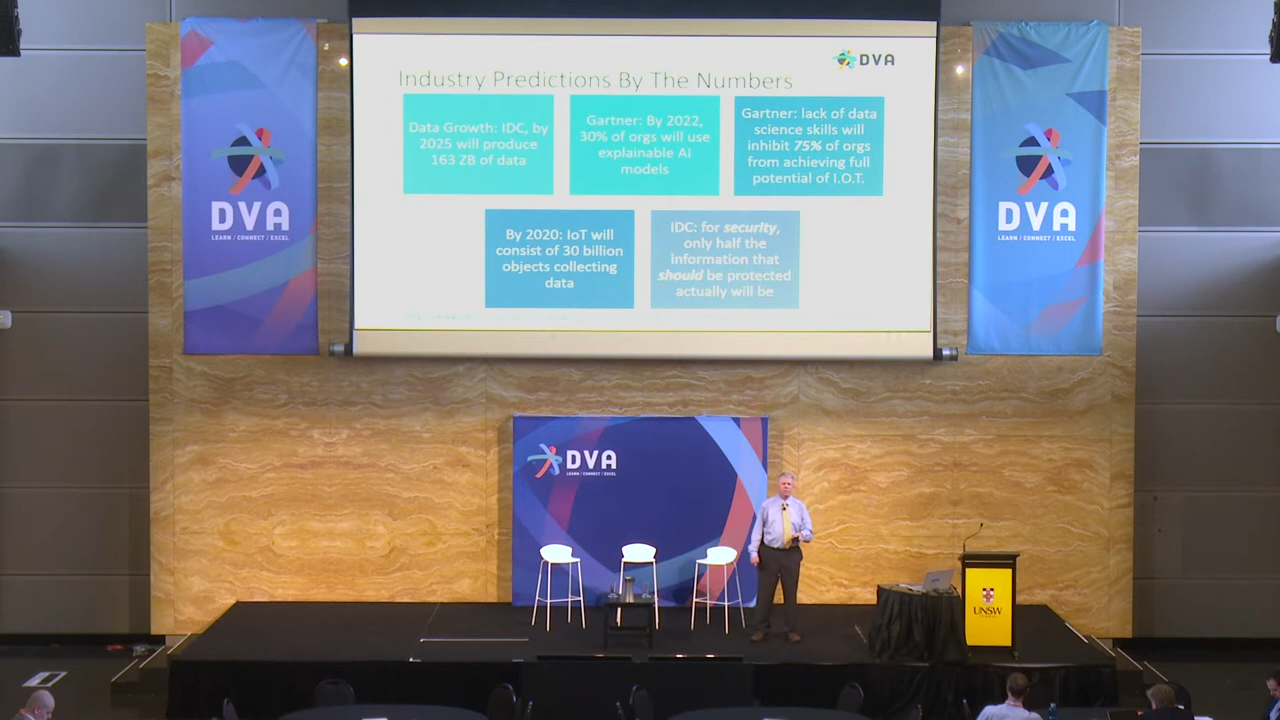 DVA
Industry Predictions By The Numbers
Data Growth: IDC, by
2025 will produce
163 ZB of data
Gartner: By 2022,
30% of orgs will use
explainable AI
models
Gartner: lack of data
science skills will
inhibit 75% of orgs
from achieving full
potential of I.O.T.
By 2020: IoT will
consist of 30 billion
objects collecting
data
IDC: for security,
only half the
information that
should be protected
actually will be
DVA
LEARN / CONNECT / EXCEL
DVA
LEARN / CONNECT / EXCEL
DVA
LEARN / CONNECT / EXCEL
UNSW